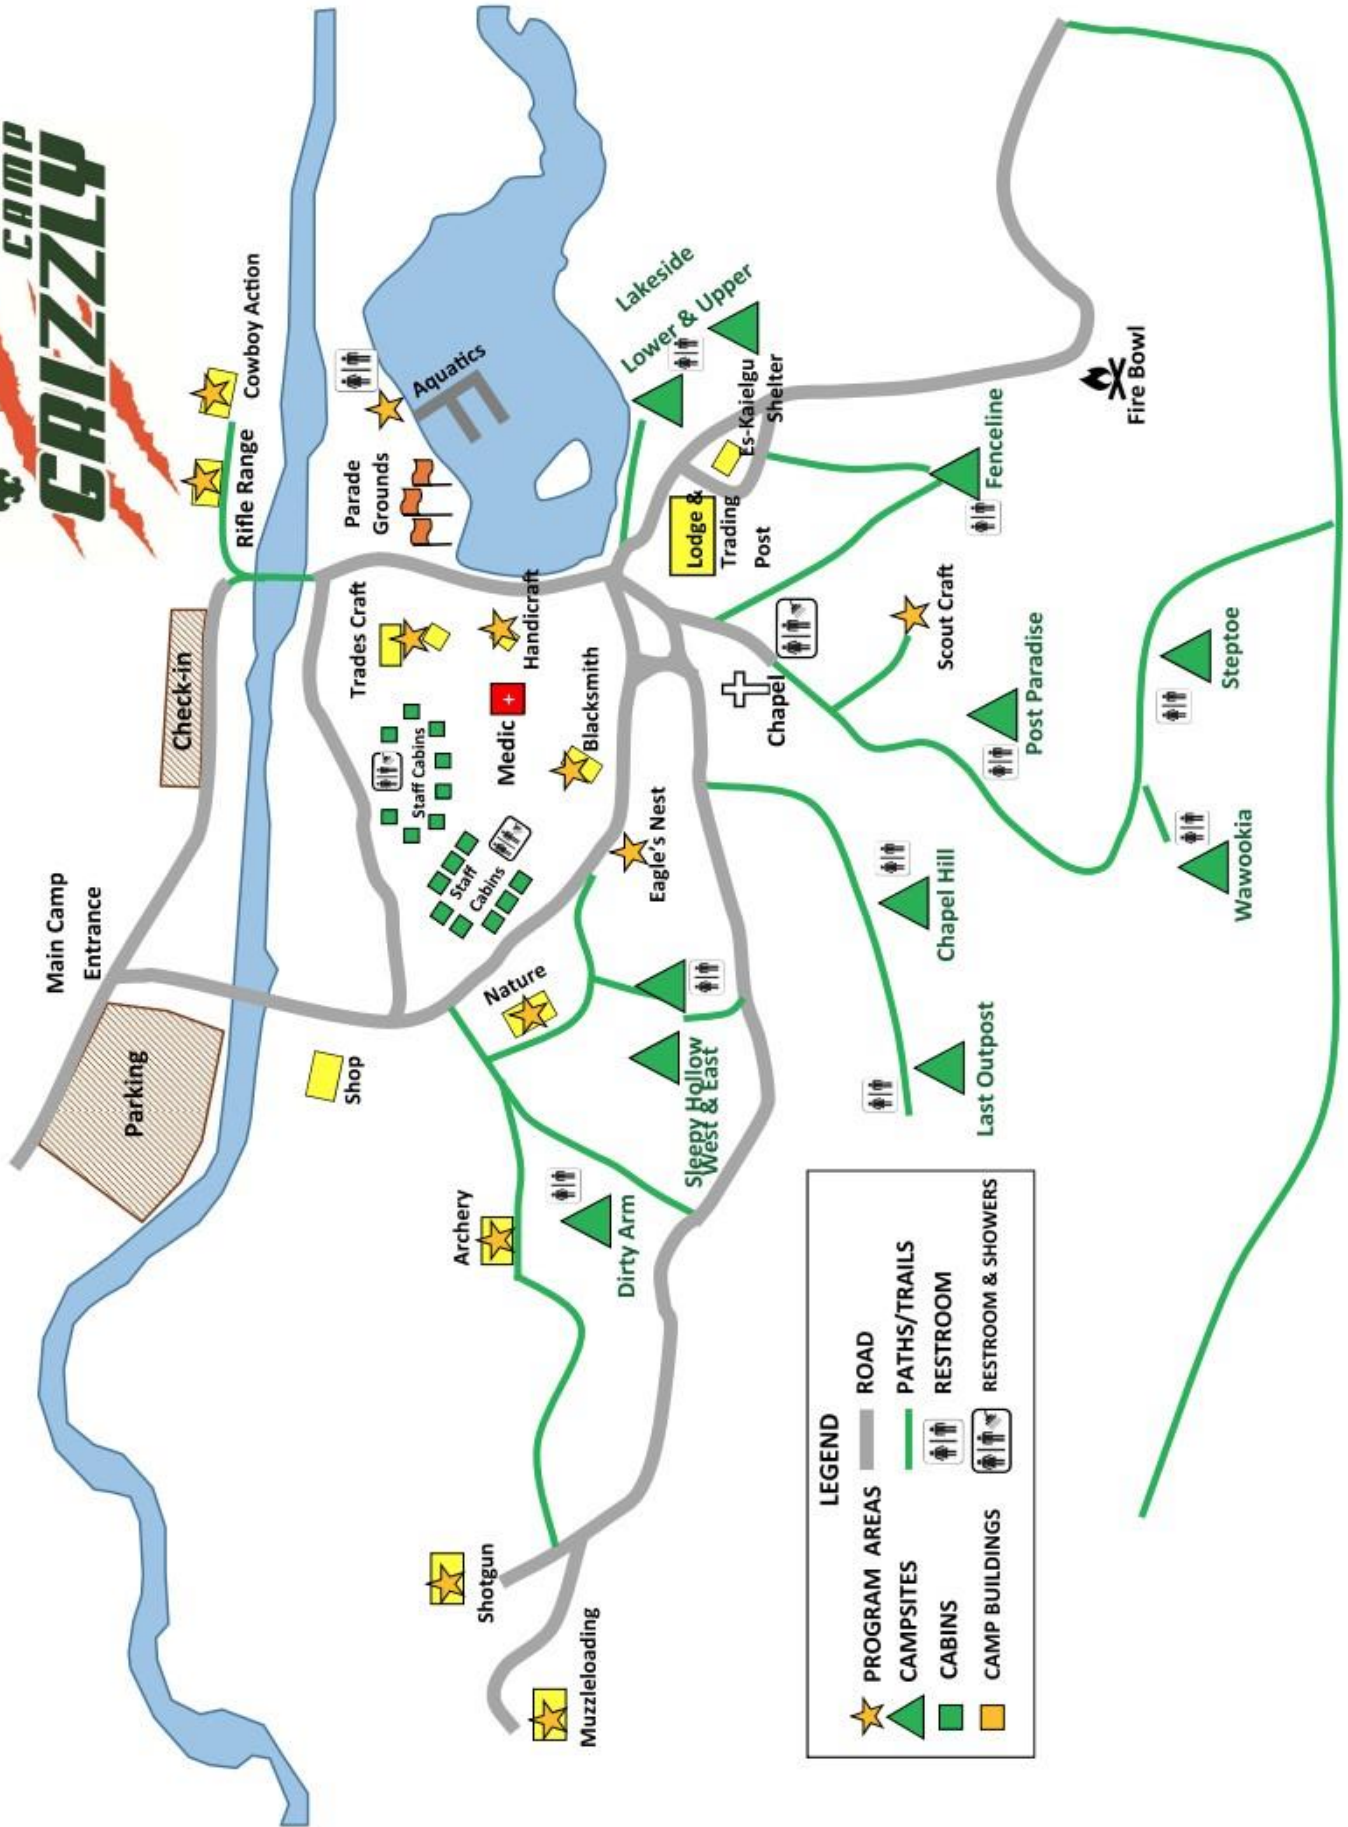 CAMP
GRIZZLY
Main Camp
Entrance
Parking
Check-in
Rifle Range
Cowboy Action
Shop
Trades Craft
Parade
Grounds
Aquatics
Staff Cabins
Staff
Cabins
Medic
+
Handicraft
Blacksmith
Nature
Eagle's Nest
Archery
Shotgun
Muzzleloading
Dirty Arm
Sleepy Hollow
West & East
Lakeside
Lower & Upper
Es-Kaielgu
Shelter
Lodge &
Trading
Post
Chapel
Scout Craft
Fenceline
Fire Bowl
Post Paradise
Chapel Hill
Last Outpost
Steptoe
Wawookia
LEGEND
PROGRAM AREAS
CAMPSITES
CABINS
CAMP BUILDINGS
ROAD
PATHS/TRAILS
RESTROOM
RESTROOM & SHOWERS